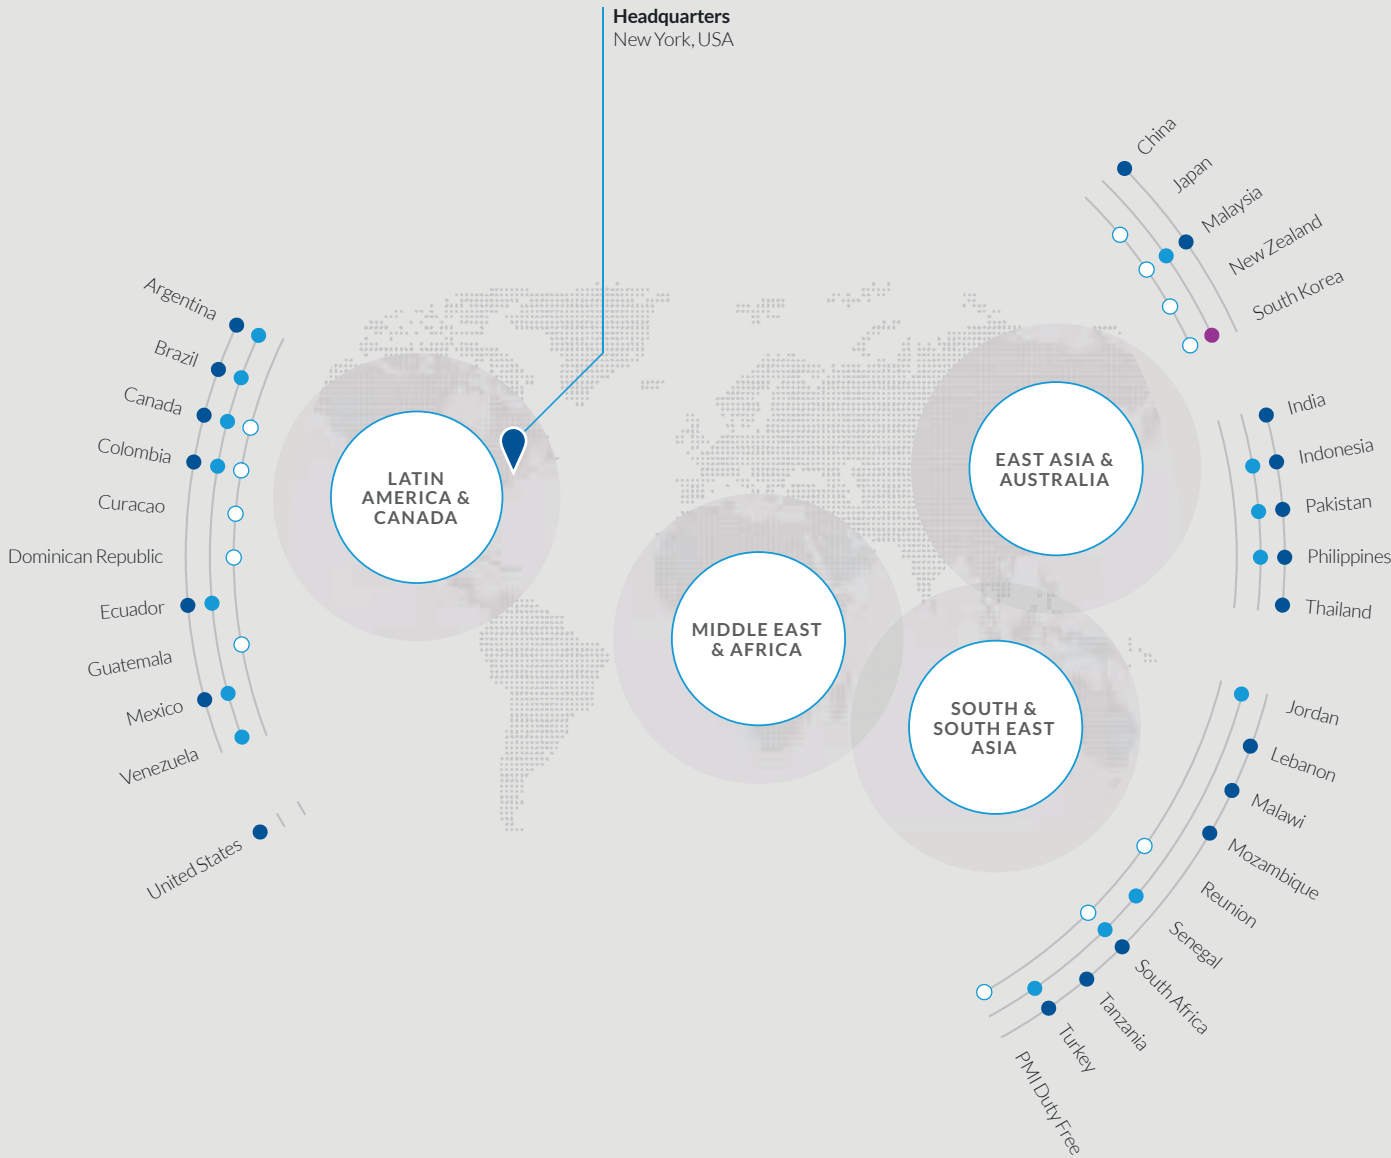 Headquarters
New York, USA
Argentina
Brazil
Canada
Colombia
Curacao
Dominican Republic
Ecuador
Guatemala
Mexico
Venezuela
United States
LATIN
AMERICA &
CANADA
MIDDLE EAST
& AFRICA
EAST ASIA &
AUSTRALIA
SOUTH &
SOUTH EAST
ASIA
China
Japan
Malaysia
New Zealand
South Korea
India
Indonesia
Pakistan
Philippines
Thailand
Jordan
Lebanon
Malawi
Mozambique
Reunion
Senegal
South Africa
Tanzania
Turkey
PMI Duty Free